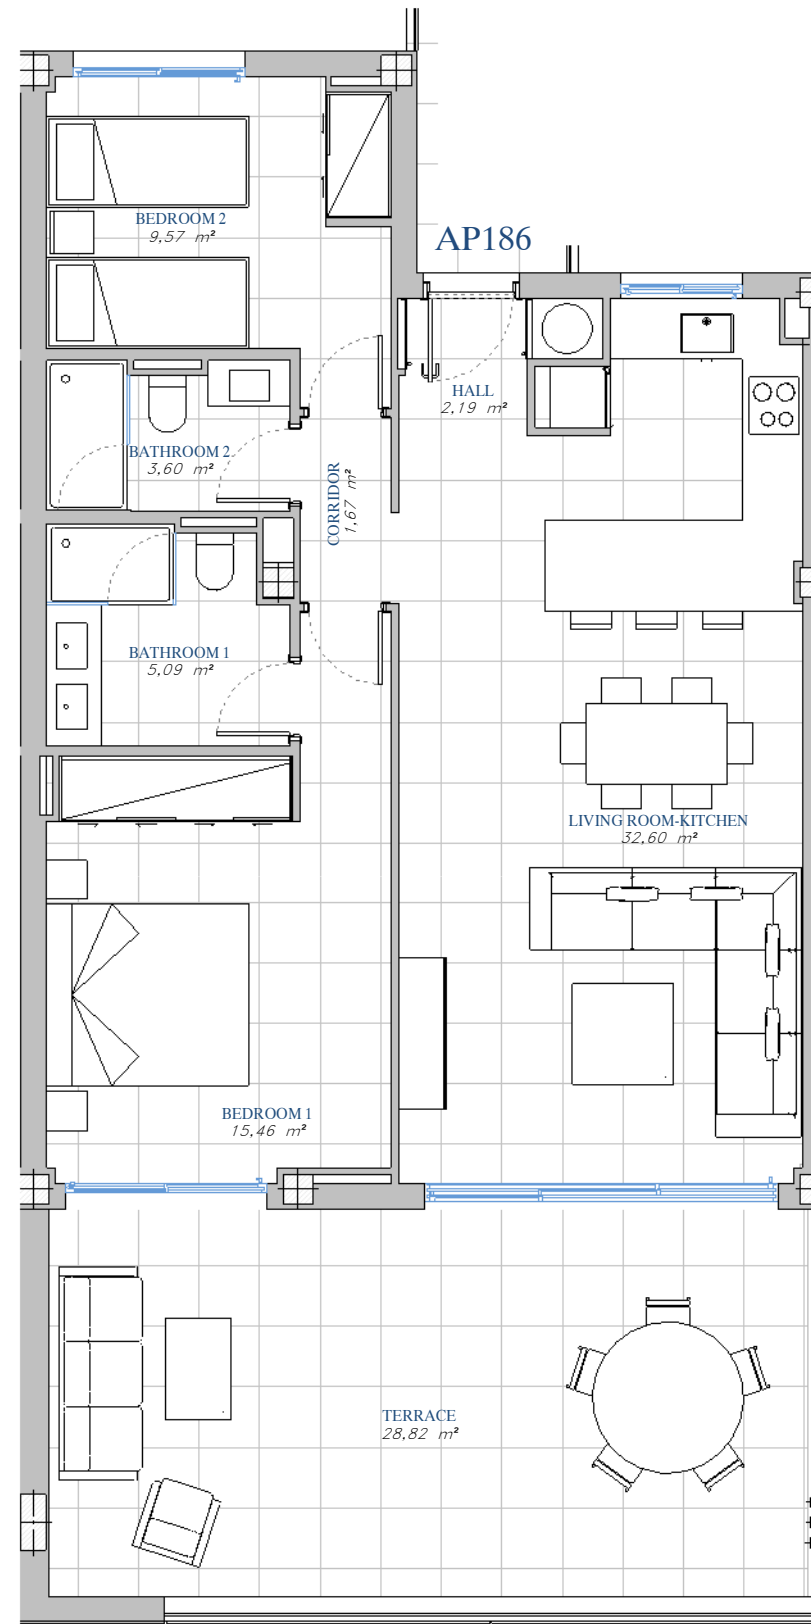 BEDROOM 2
9,57 m²
AP186
HALL
2,19 m²
BATHROOM 2
3,60 m²
CORRIDOR
1,67 m²
BATHROOM 1
5,09 m²
LIVING ROOM-KITCHEN
32,60 m²
BEDROOM 1
15,46 m²
TERRACE
28,82 m²